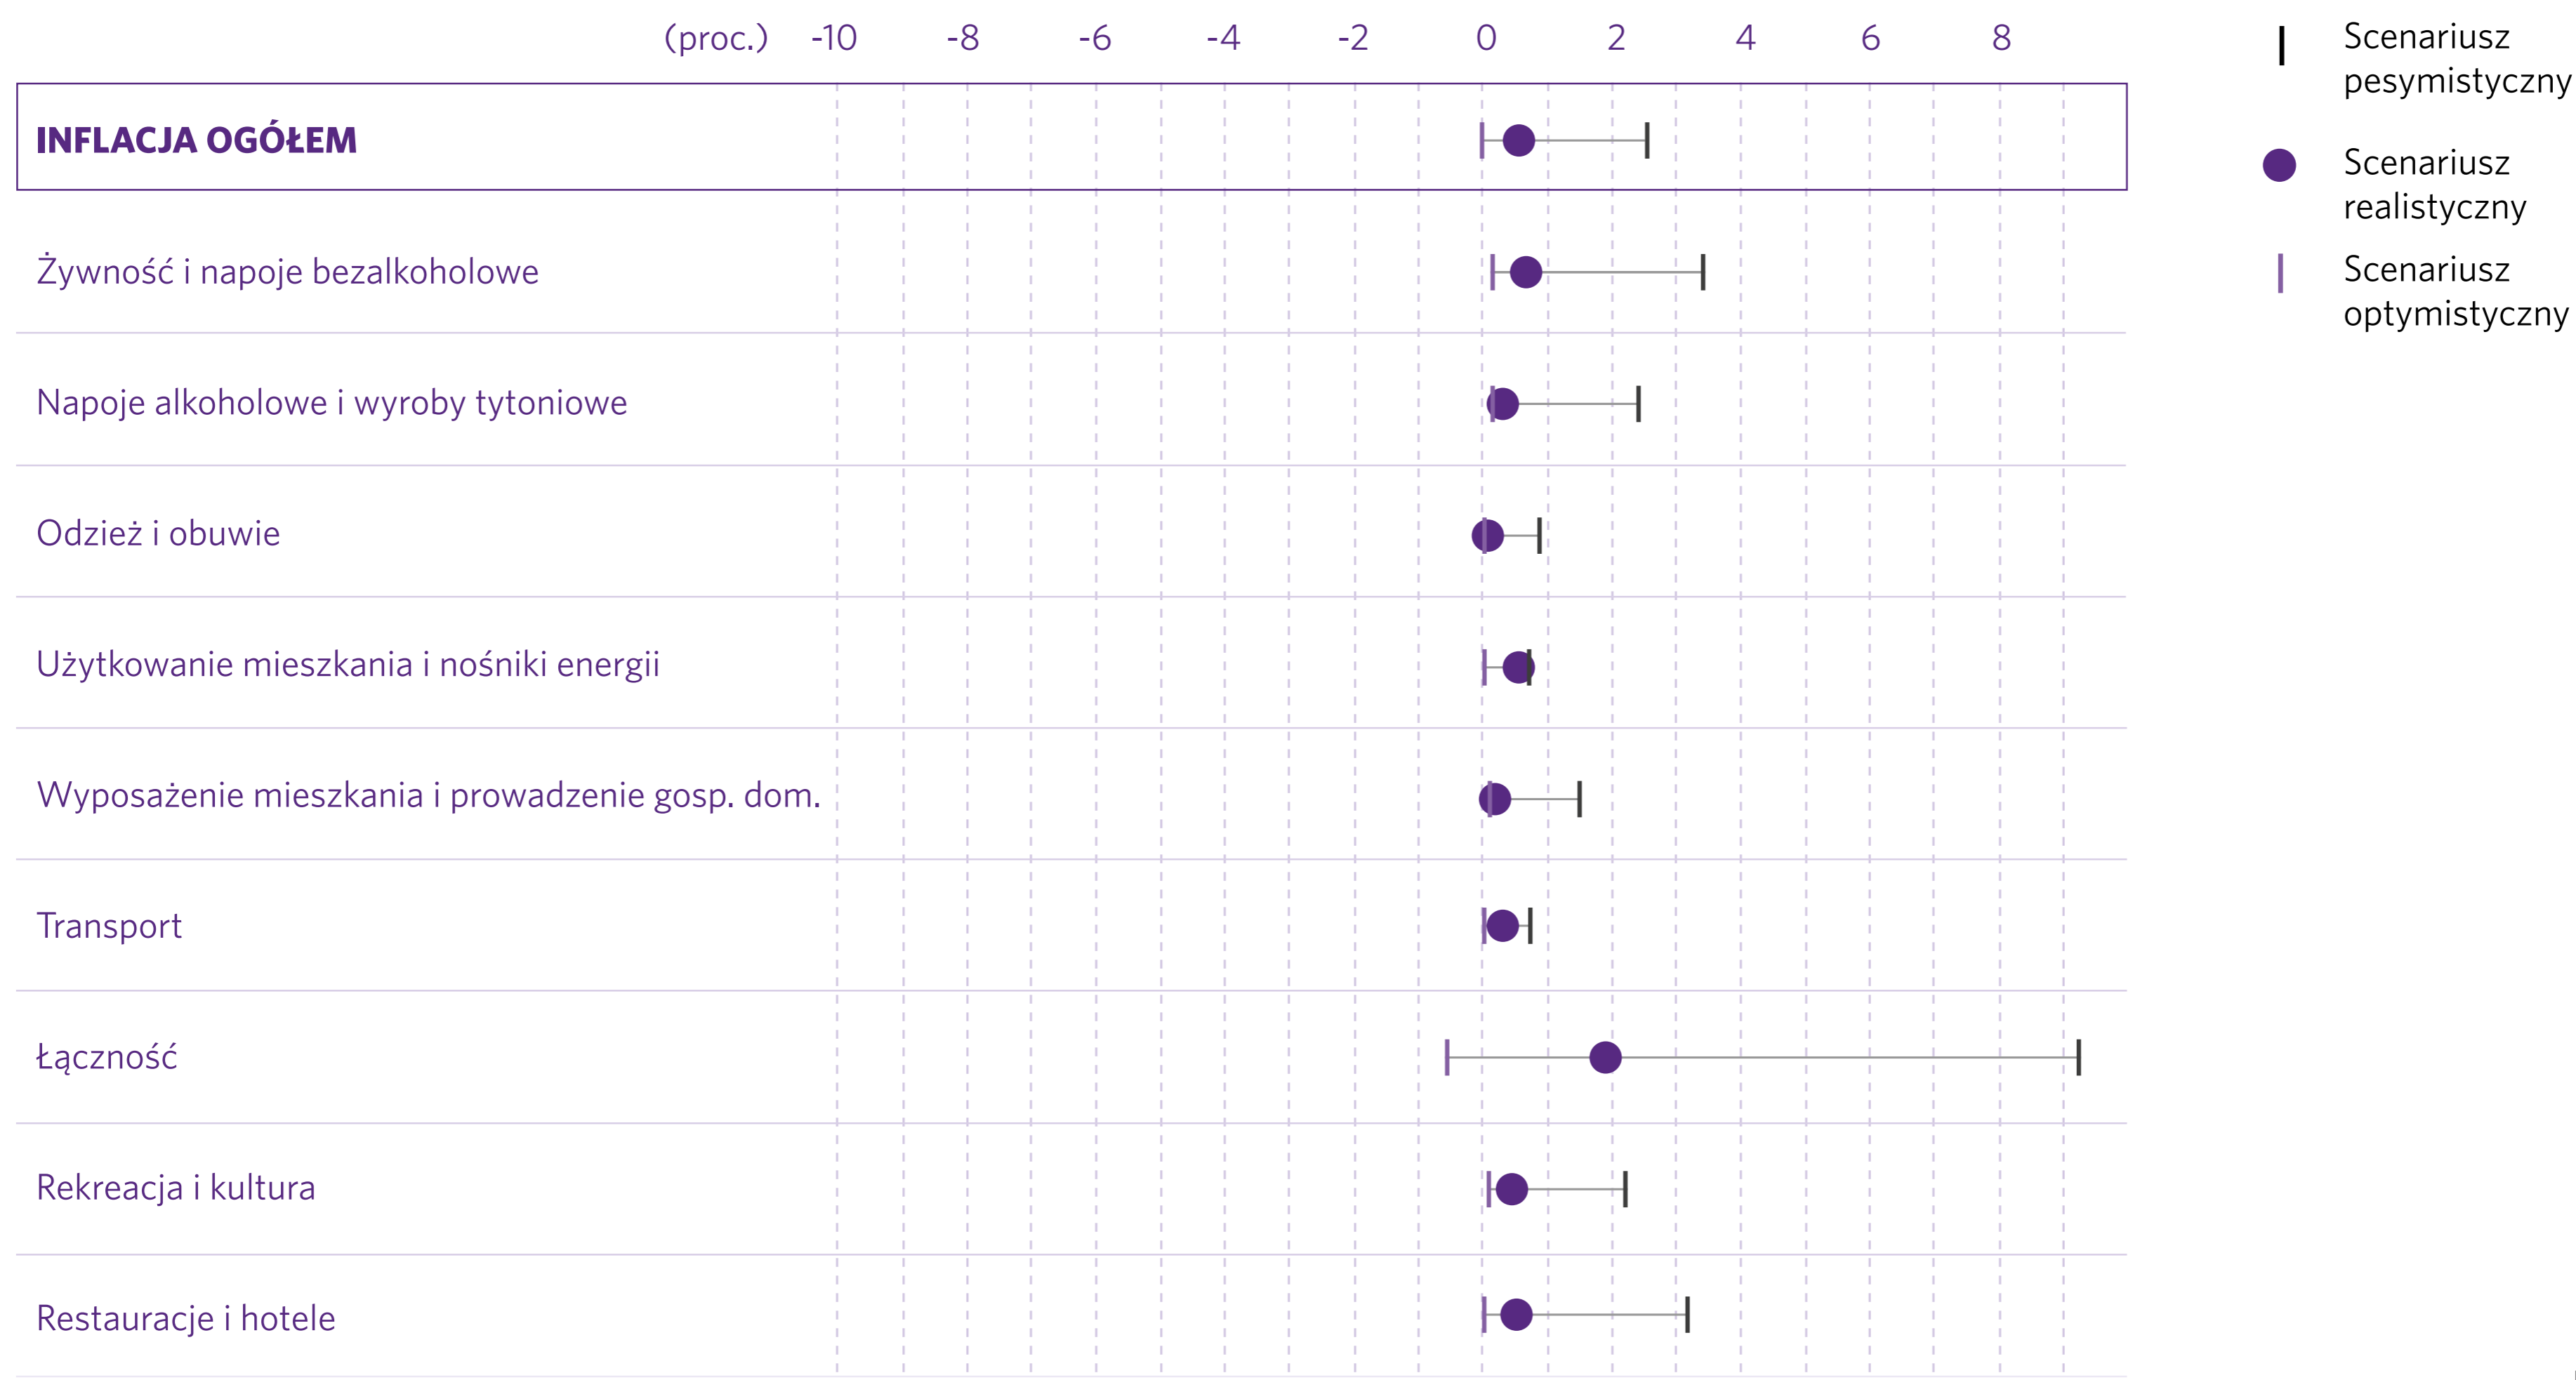 (proc.) -10 -8 -6 -4 -2 0 2 4 6 8
Scenariusz
pesymistyczny
Scenariusz
realistyczny
Scenariusz
optymistyczny
INFLACJA OGÓŁEM
Żywność i napoje bezalkoholowe
Napoje alkoholowe i wyroby tytoniowe
Odzież i obuwie
Użytkowanie mieszkania i nośniki energii
Wyposażenie mieszkania i prowadzenie gosp. dom.
Transport
Łączność
Rekreacja i kultura
Restauracje i hotele